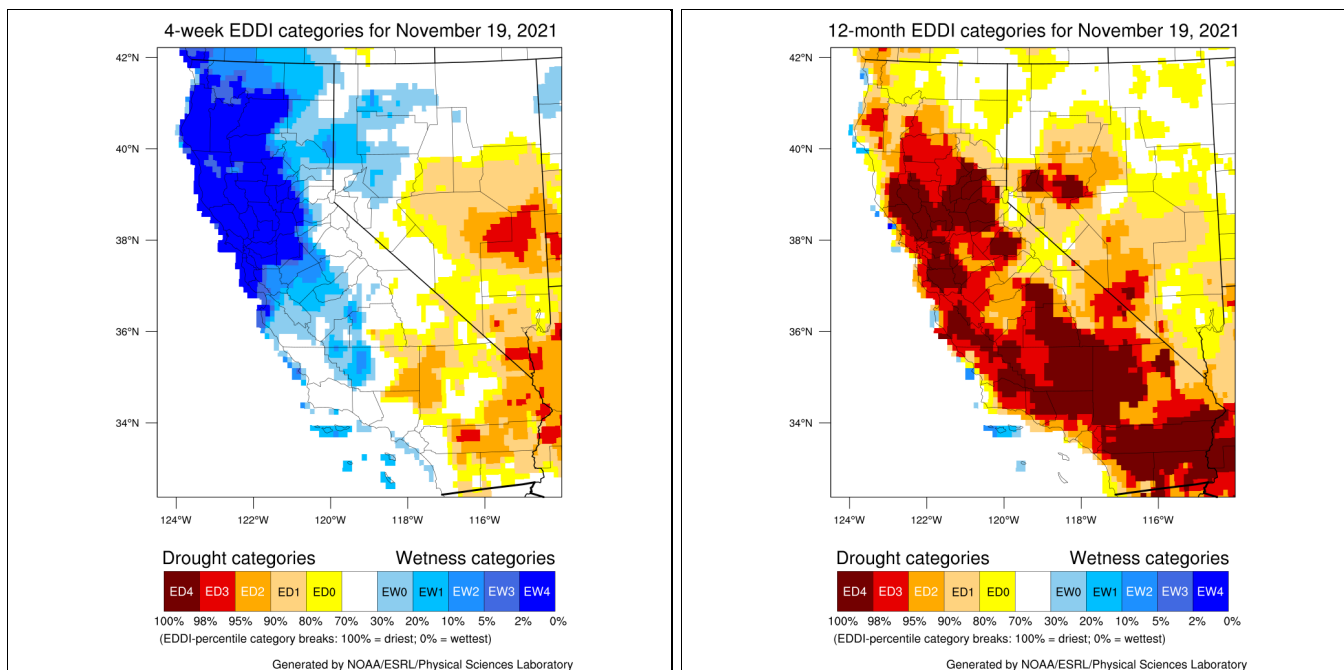 4-week EDDI categories for November 19, 2021
42°N
40°N
38°N
36°N
34°N
124°W 122°W 120°W 118°W 116°W
Drought categories Wetness categories
ED4 ED3 ED2 ED1 ED0 EW0 EW1 EW2 EW3 EW4
100% 98% 95% 90% 80% 70% 30% 20% 10% 5% 2% 0%
(EDDI-percentile category breaks: 100% = driest; 0% = wettest)
Generated by NOAA/ESRL/Physical Sciences Laboratory
12-month EDDI categories for November 19, 2021
42°N
40°N
38°N
36°N
34°N
124°W 122°W 120°W 118°W 116°W
Drought categories Wetness categories
ED4 ED3 ED2 ED1 ED0 EW0 EW1 EW2 EW3 EW4
100% 98% 95% 90% 80% 70% 30% 20% 10% 5% 2% 0%
(EDDI-percentile category breaks: 100% = driest; 0% = wettest)
Generated by NOAA/ESRL/Physical Sciences Laboratory